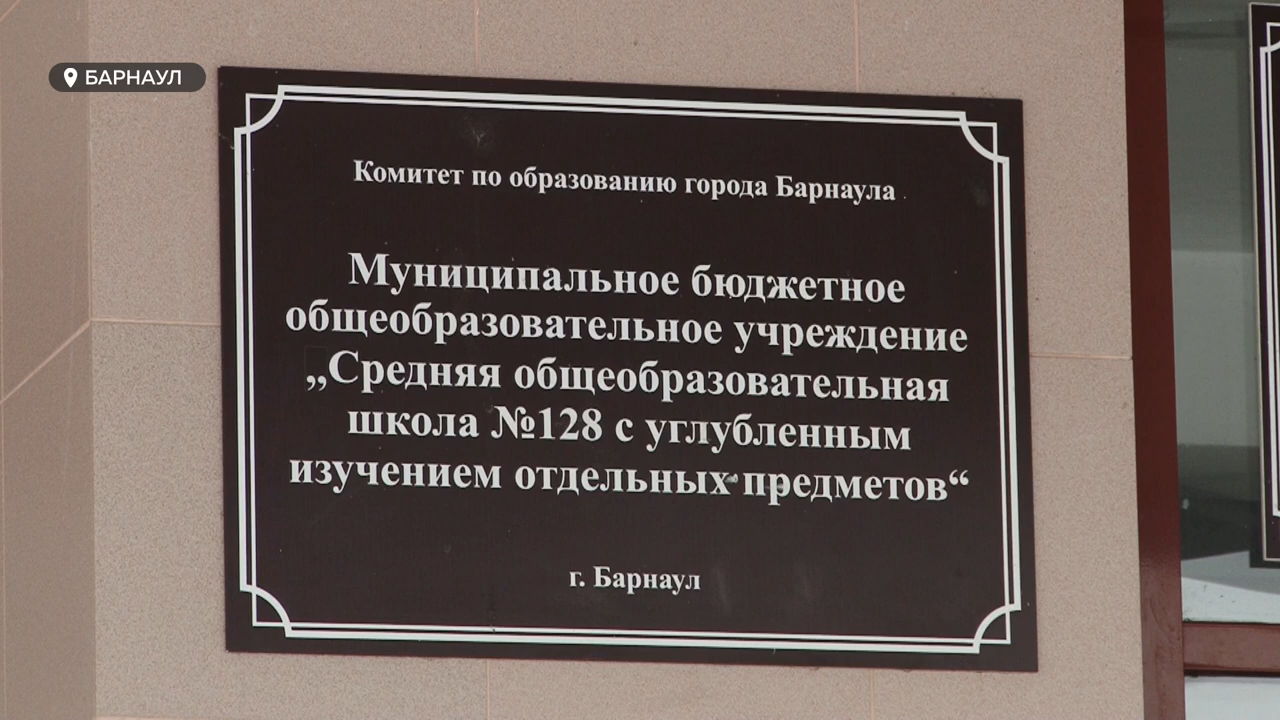 БАРНАУЛ
Комитет по образованию города Барнаула
Муниципальное бюджетное
общеобразовательное учреждение
„Средняя общеобразовательная
школа №128 с углубленным
изучением отдельных предметов“
г. Барнаул